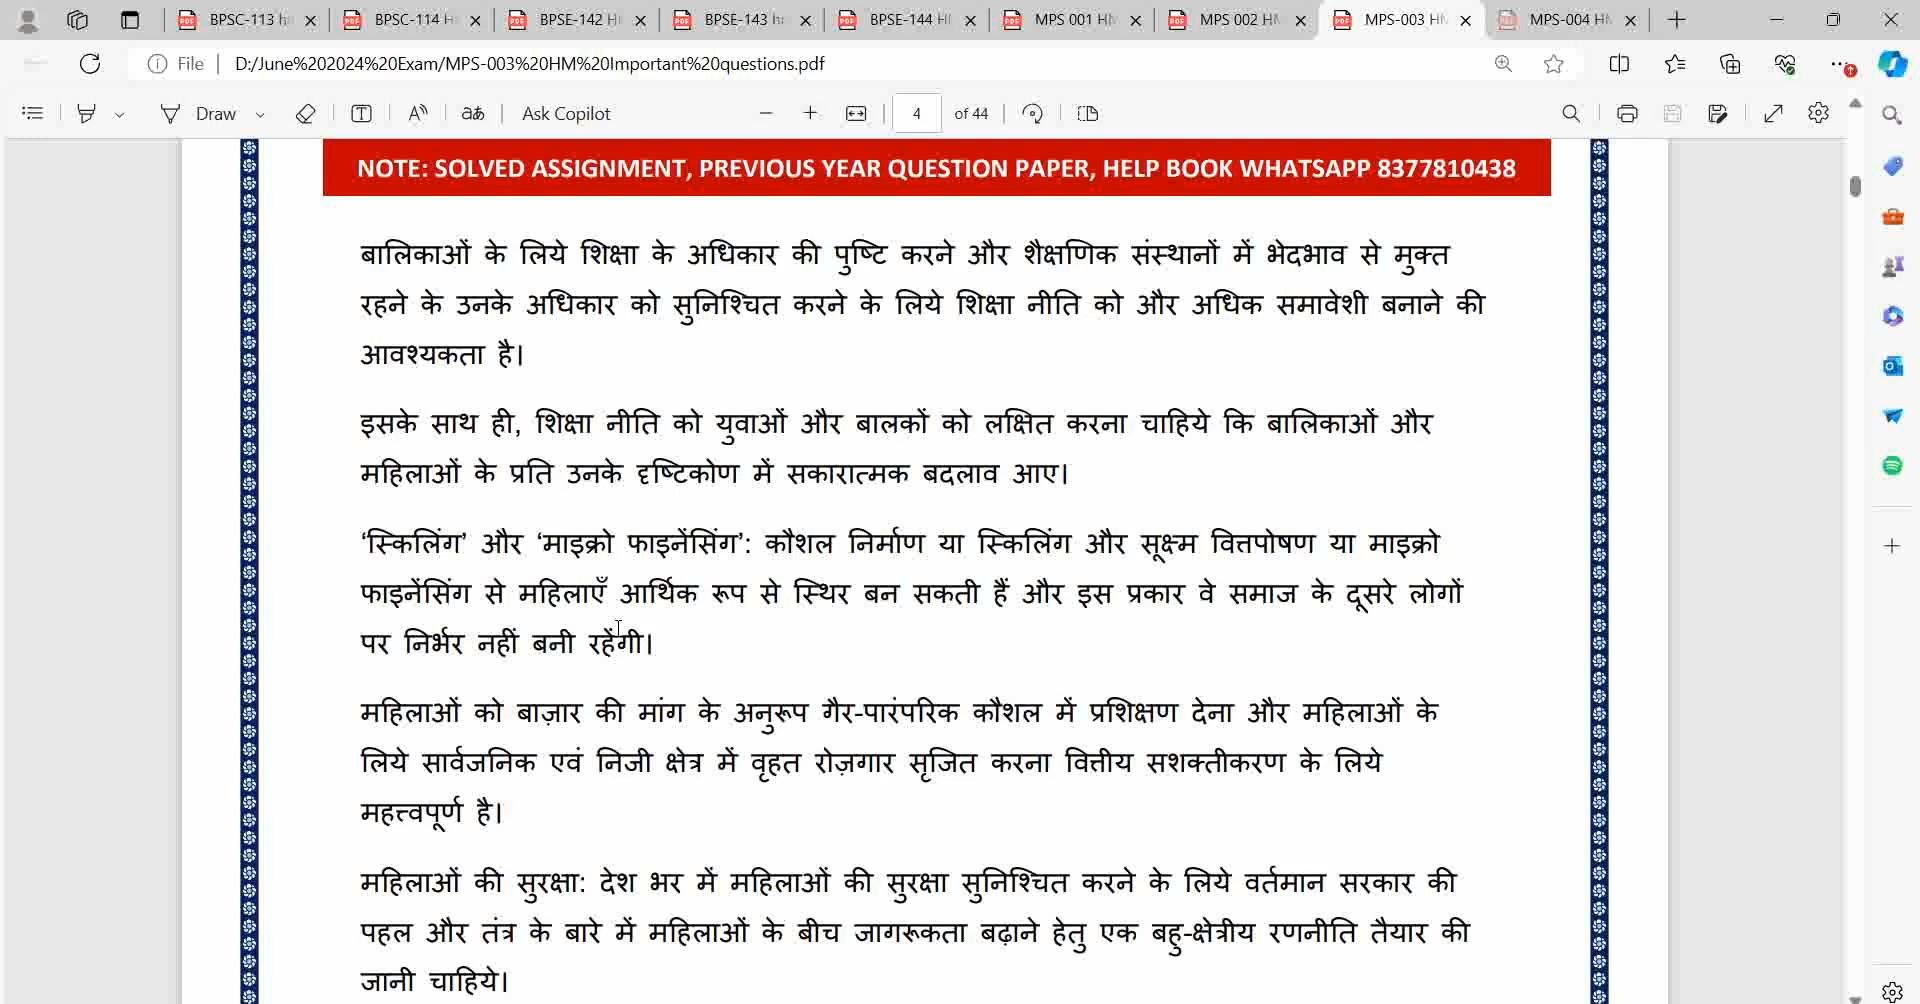 BPSC-113 h
BPSC-114 H
BPSE-142 H
BPSE-143 h
BPSE-144 H
MPS 001 HM
MPS 002 HM
MPS-003 HM
MPS-004 HM
File
D:/June%202024%20Exam/MPS-003%20HM%20Important%20questions.pdf
Draw
aあ
Ask Copilot
4 of 44
NOTE: SOLVED ASSIGNMENT, PREVIOUS YEAR QUESTION PAPER, HELP BOOK WHATSAPP 8377810438
बालिकाओं के लिये शिक्षा के अधिकार की पुष्टि करने और शैक्षणिक संस्थानों में भेदभाव से मुक्त
रहने के उनके अधिकार को सुनिश्चित करने के लिये शिक्षा नीति को और अधिक समावेशी बनाने की
आवश्यकता है।
इसके साथ ही, शिक्षा नीति को युवाओं और बालकों को लक्षित करना चाहिये कि बालिकाओं और
महिलाओं के प्रति उनके दृष्टिकोण में सकारात्मक बदलाव आए।
‘स्किलिंग’ और ‘माइक्रो फाइनेंसिंग’: कौशल निर्माण या स्किलिंग और सूक्ष्म वित्तपोषण या माइक्रो
फाइनेंसिंग से महिलाएँ आर्थिक रूप से स्थिर बन सकती हैं और इस प्रकार वे समाज के दूसरे लोगों
पर निर्भर नहीं बनी रहेंगी।
महिलाओं को बाज़ार की मांग के अनुरूप गैर-पारंपरिक कौशल में प्रशिक्षण देना और महिलाओं के
लिये सार्वजनिक एवं निजी क्षेत्र में वृहत रोज़गार सृजित करना वित्तीय सशक्तीकरण के लिये
महत्त्वपूर्ण है।
महिलाओं की सुरक्षा: देश भर में महिलाओं की सुरक्षा सुनिश्चित करने के लिये वर्तमान सरकार की
पहल और तंत्र के बारे में महिलाओं के बीच जागरूकता बढ़ाने हेतु एक बहु-क्षेत्रीय रणनीति तैयार की
जानी चाहिये।